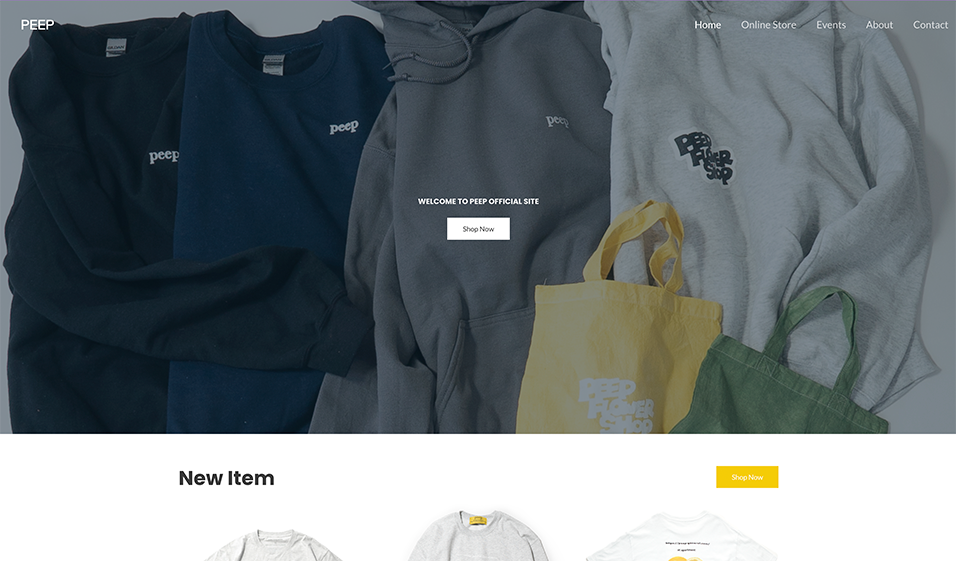 PEEP
Home
Online Store
Events
About
Contact
peep
peep
peep
PEEP
FLOWER
SHOP
WELCOME TO PEEP OFFICIAL SITE
Shop Now
PEEP
FLOWER
SHOP
New Item
Shop Now